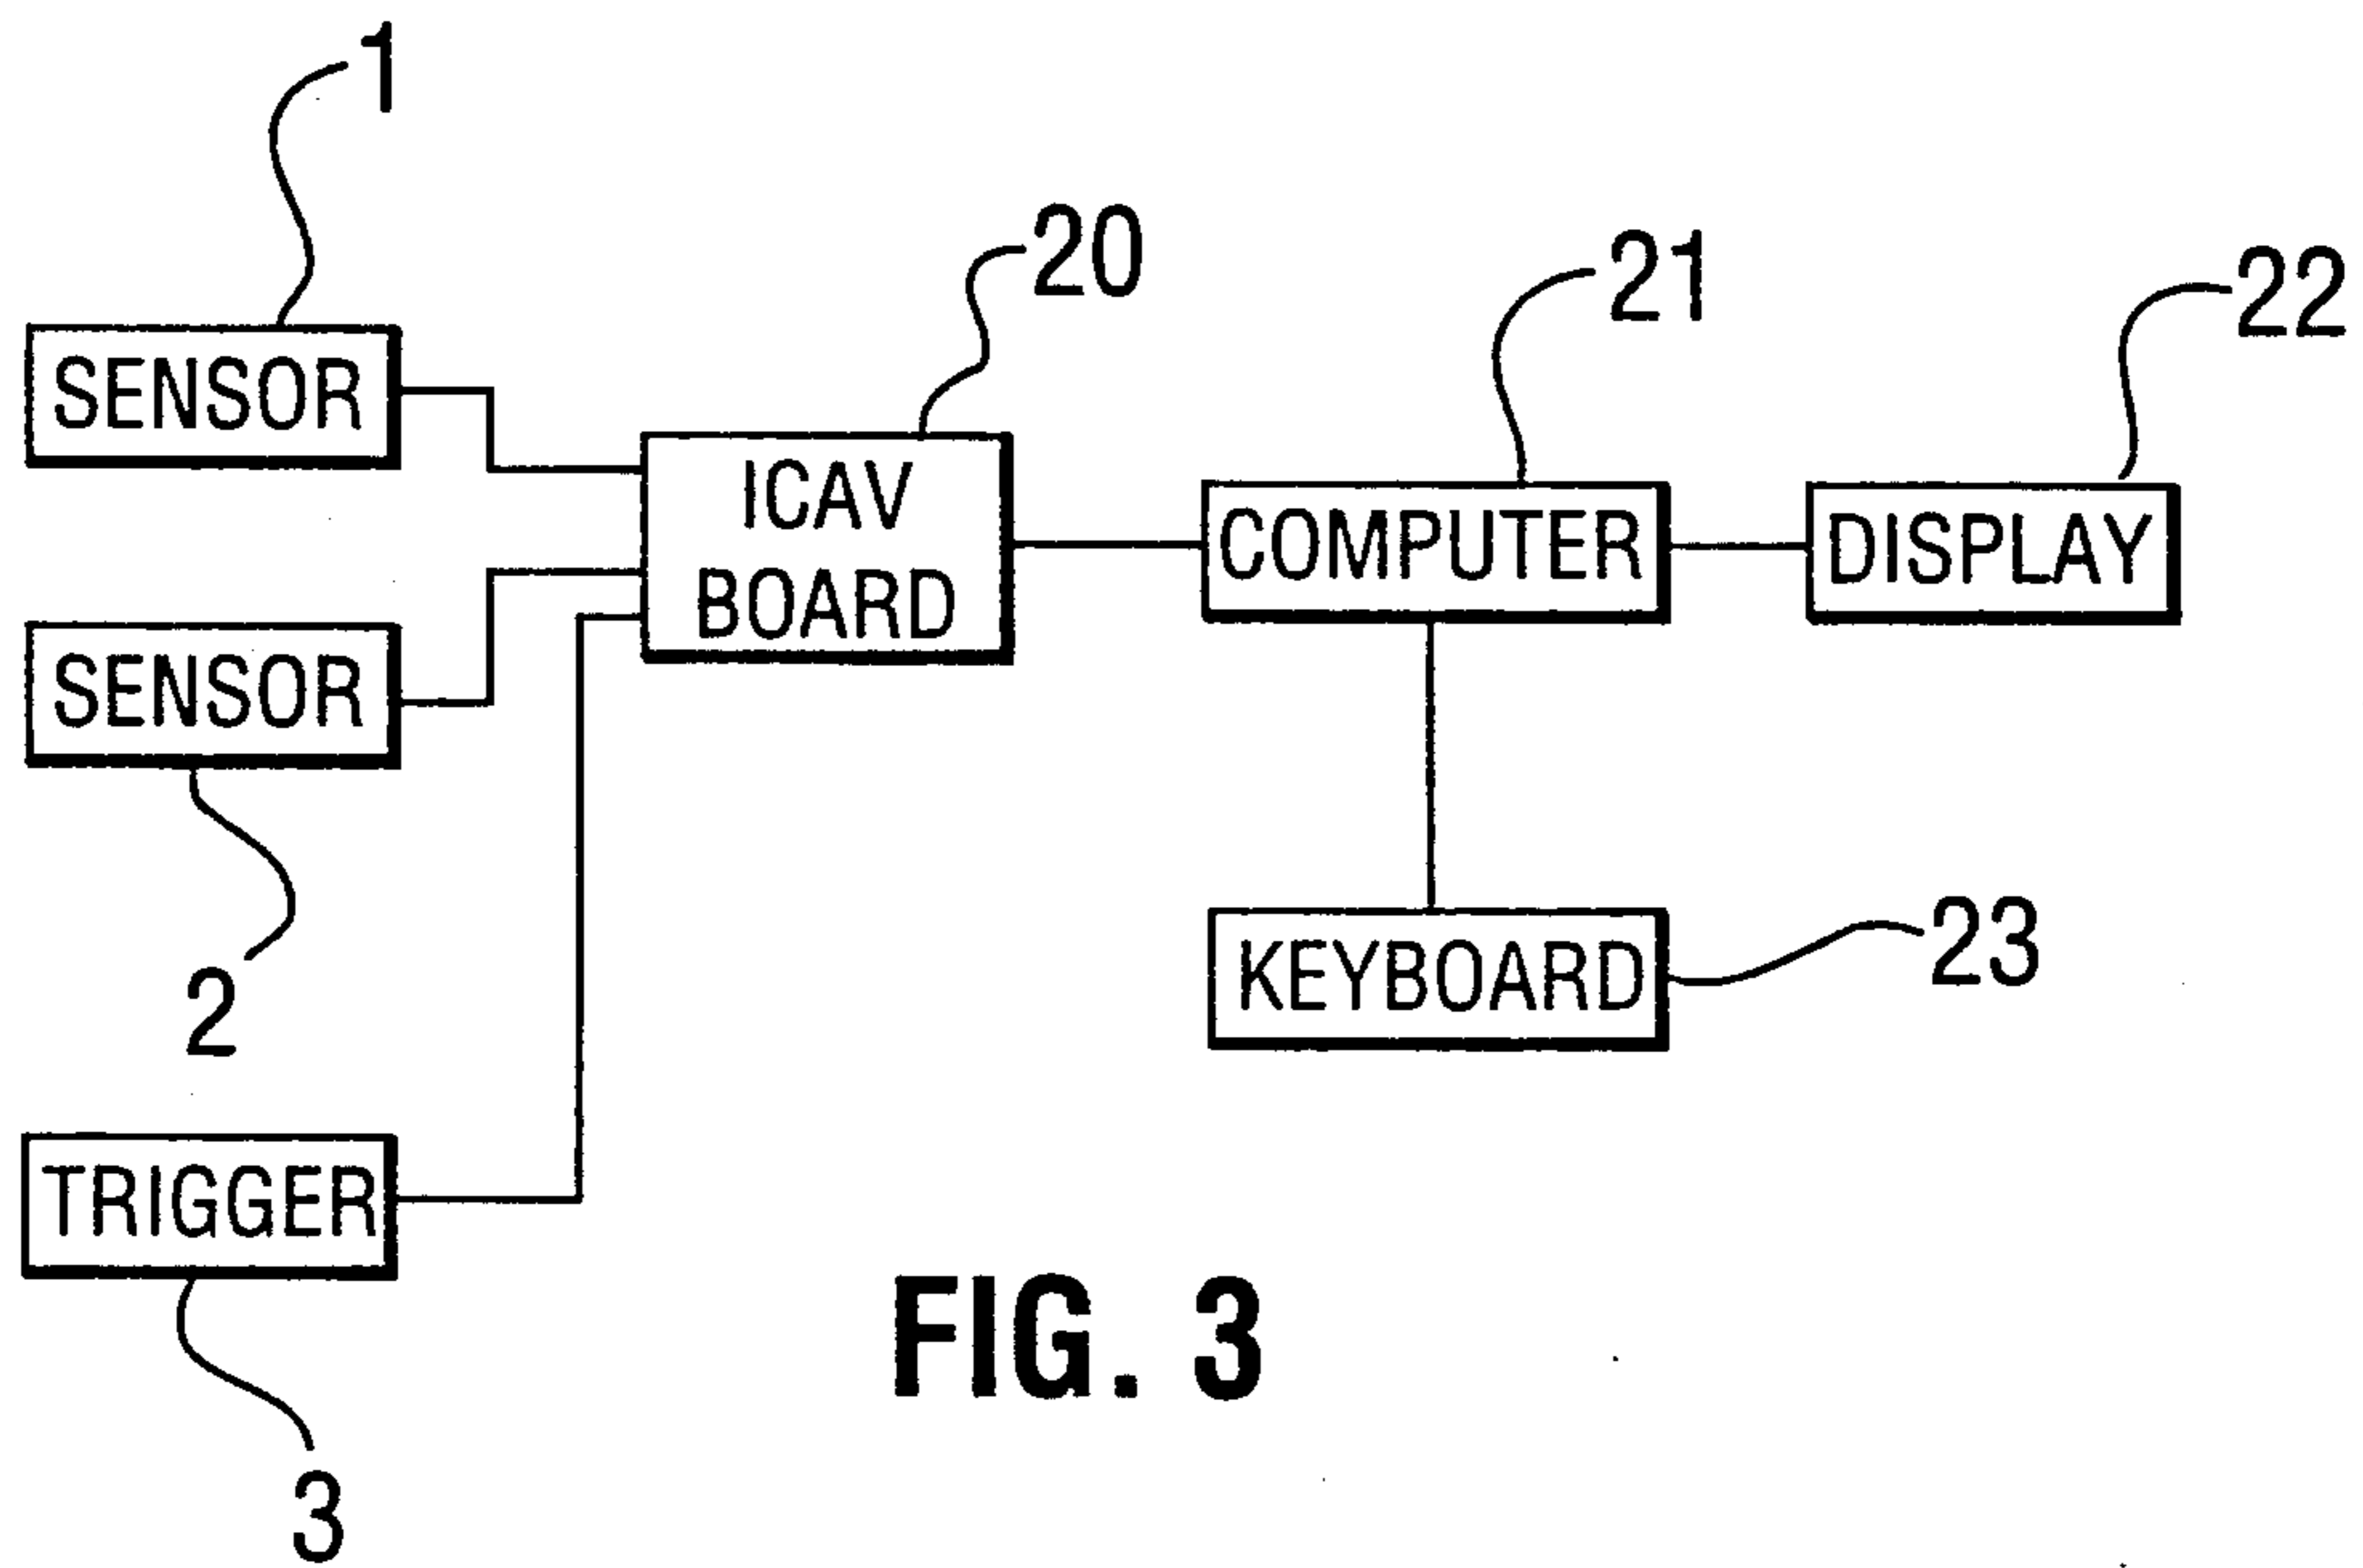 1
20
21
22
SENSOR
ICAV
BOARD
COMPUTER
DISPLAY
SENSOR
2
KEYBOARD
23
TRIGGER
3
FIG. 3